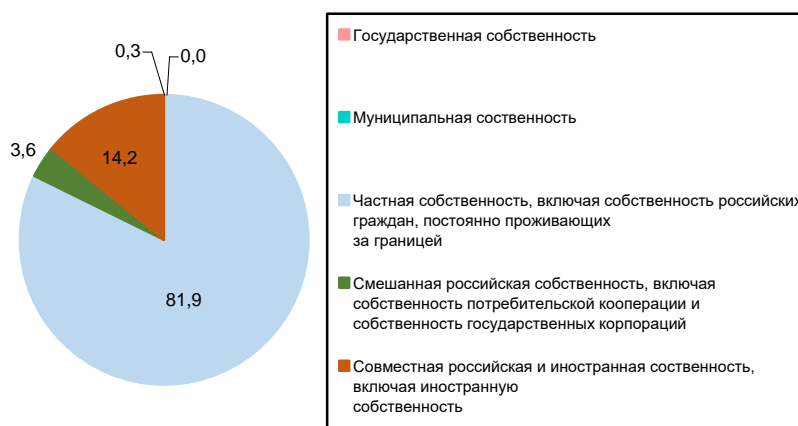 0,3
0,0
3,6
14,2
81,9
Государственная собственность
Муниципальная соственность
Частная собственность, включая собственность российских
граждан, постоянно проживающих
за границей
Смешанная российская собственность, включая
собственность потребительской кооперации и
собственность государственных корпораций
Совместная российская и иностранная соственность,
включая иностранную
собственность